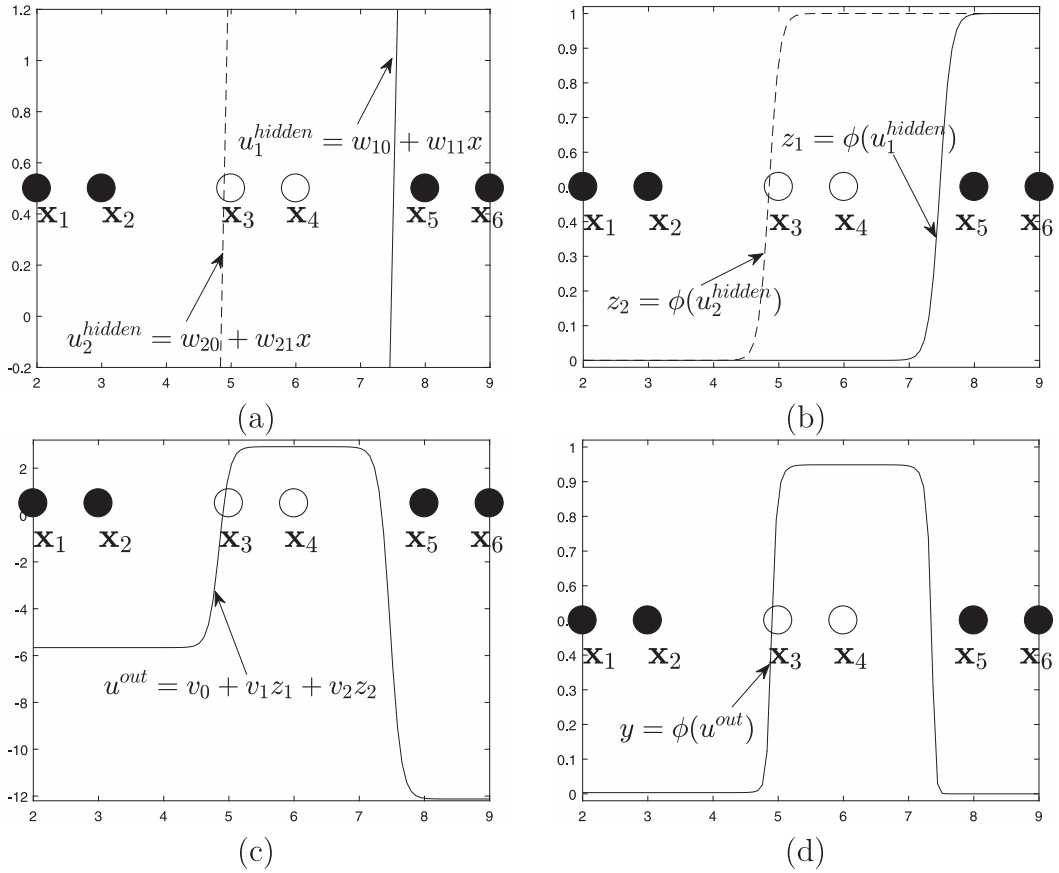 1.2
1
0.8
0.6
0.4
0.2
0
-0.2
2 3 4 5 6 7 8 9
u_1^{hidden} = w_{10} + w_{11}x
x_1 x_2 x_3 x_4 x_5 x_6
u_2^{hidden} = w_{20} + w_{21}x
(a)
1
0.9
0.8
0.7
0.6
0.5
0.4
0.3
0.2
0.1
0
2 3 4 5 6 7 8 9
z_1 = ϕ(u_1^{hidden})
x_1 x_2 x_3 x_4 x_5 x_6
z_2 = ϕ(u_2^{hidden})
(b)
2
0
-2
-4
-6
-8
-10
-12
2 3 4 5 6 7 8 9
x_1 x_2 x_3 x_4 x_5 x_6
u^{out} = v_0 + v_1z_1 + v_2z_2
(c)
1
0.9
0.8
0.7
0.6
0.5
0.4
0.3
0.2
0.1
0
2 3 4 5 6 7 8 9
x_1 x_2 x_3 x_4 x_5 x_6
y = ϕ(u^{out})
(d)